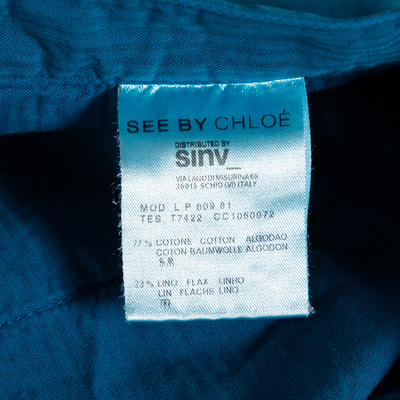 SEE BY CHLOÉ
DISTRIBUTED BY
sinv
VIA LAGO DI MISURINA 66
36015 SCHIO (VI) ITALY
MOD L P 609 81
TES T7422 CC1060072
77% COTONE COTTON ALGODAO
COTON BAUMWOLLE ALGODON
23% LINO FLAX LINHO
LIN FLACHS LINO